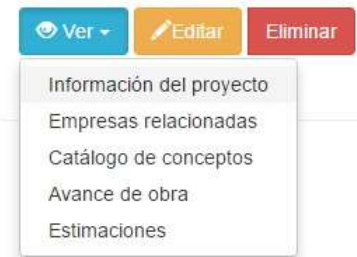 Ver Editar Eliminar
Información del proyecto
Empresas relacionadas
Catálogo de conceptos
Avance de obra
Estimaciones